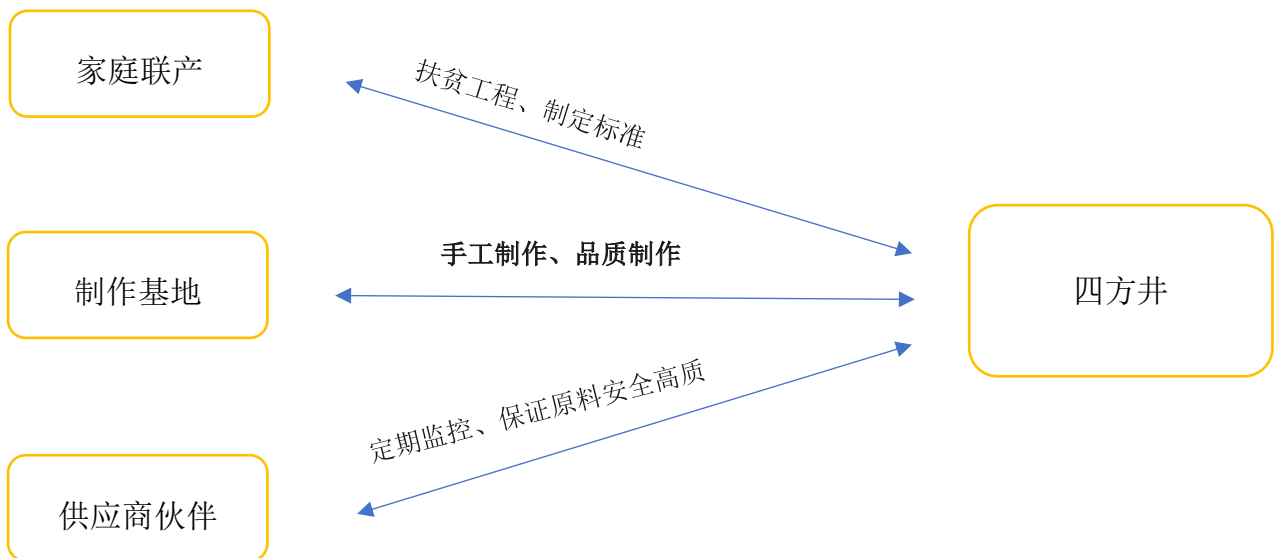 家庭联产
扶贫工程、制定标准
手工制作、品质制作
制作基地
四方井
定期监控、保证原料安全高质
供应商伙伴